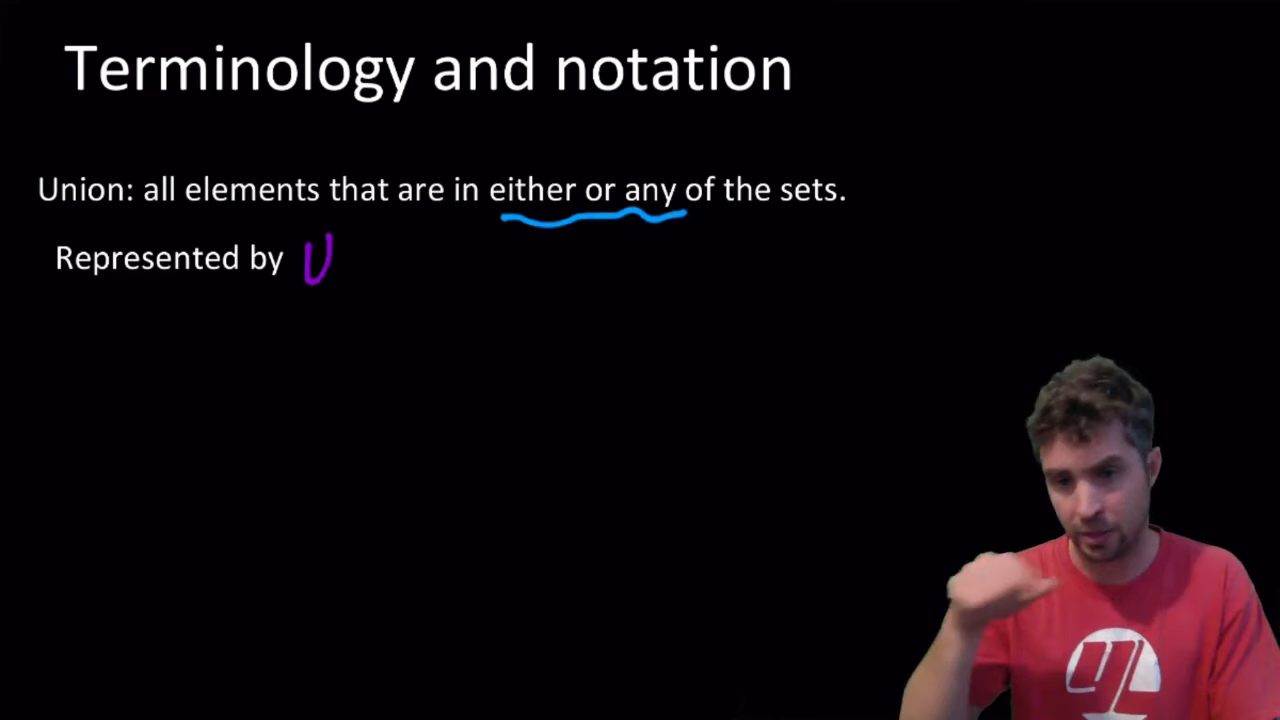 Terminology and notation
Union: all elements that are in either or any of the sets.
Represented by U